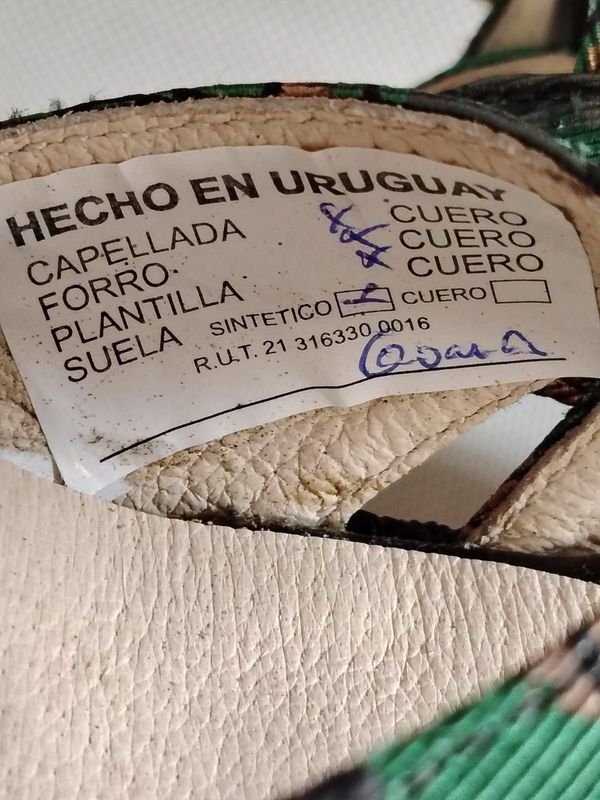 HECHO EN URUGUAY
CAPELLADA x CUERO
FORRO x CUERO
PLANTILLA x CUERO
SUELA SINTETICO CUERO
R.U.T. 21 316330 0016